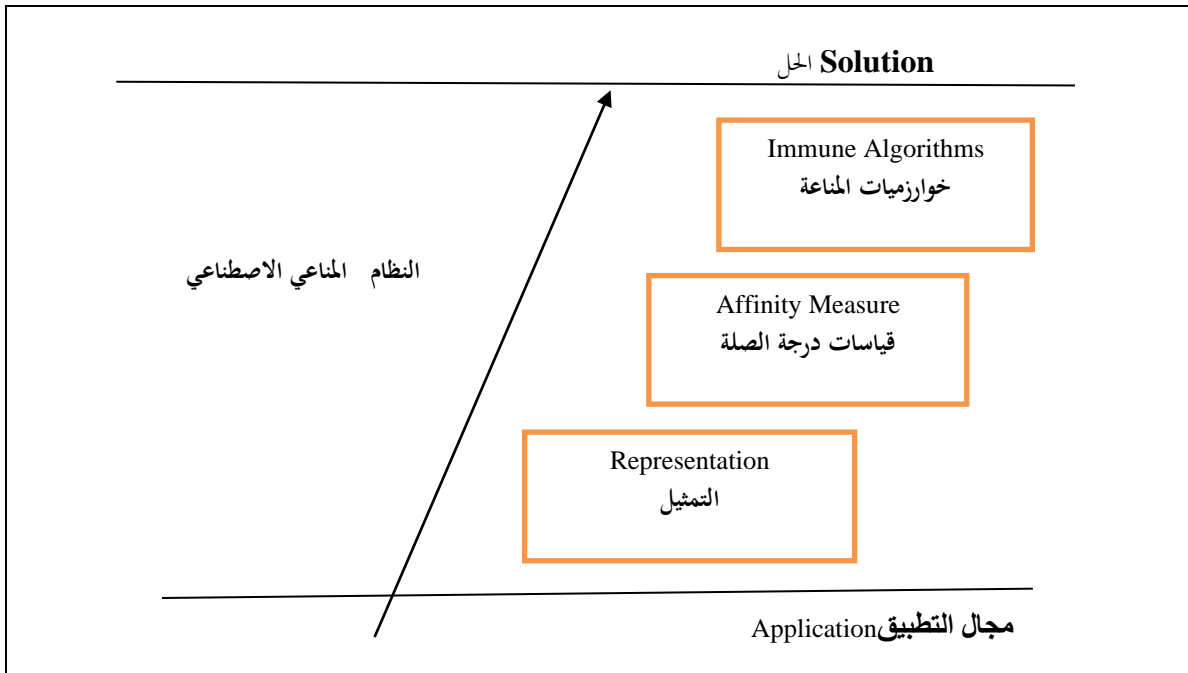 الحل Solution
Immune Algorithms
خوارزميات المناعة
النظام المناعي الاصطناعي
Affinity Measure
قياسات درجة الصلة
Representation
التمثيل
مجال التطبيقApplication